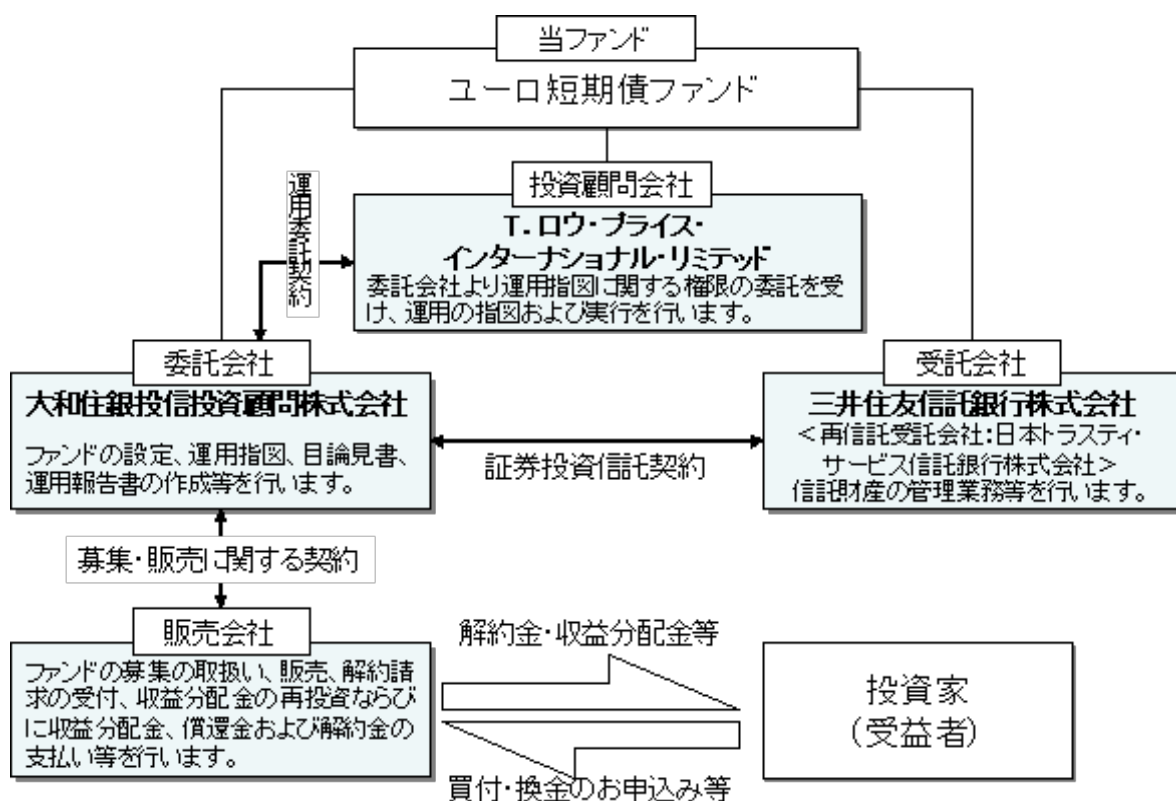 当ファンド
ユーロ短期債ファンド
投資顧問会社
T.ロウ・プライス・
インターナショナル・リミテッド
委託会社より運用指図に関する権限の委託を受
け、運用の指図および実行を行います。
運用委託契約
委託会社
大和住銀投信投資顧問株式会社
ファンドの設定、運用指図、目論見書、
運用報告書の作成等を行います。
証券投資信託契約
受託会社
三井住友信託銀行株式会社
＜再信託受託会社：日本トラスティ・
サービス信託銀行株式会社＞
信託財産の管理業務等を行います。
募集・販売に関する契約
販売会社
ファンドの募集の取扱い、販売、解約請
求の受付、収益分配金の再投資ならび
に収益分配金、償還金および解約金の
支払い等を行います。
解約金・収益分配金等
買付・換金のお申込み等
投資家
（受益者）